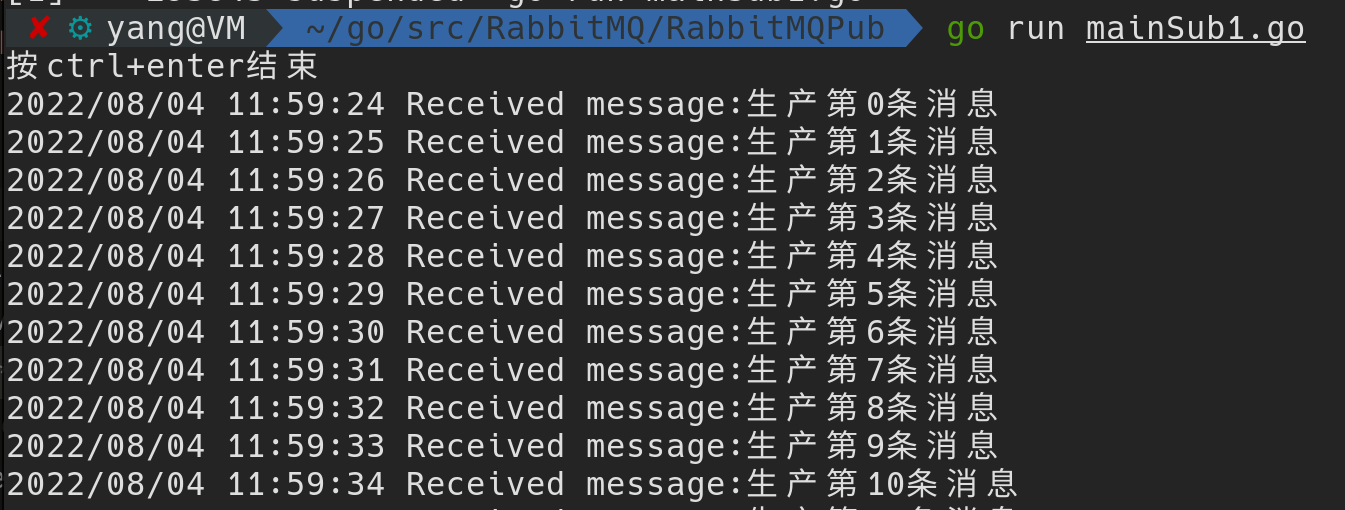 ✘ ⚙ yang@VM ~/go/src/RabbitMQ/RabbitMQPub go run mainSub1.go
按ctrl+enter结束
2022/08/04 11:59:24 Received message:生产第0条消息
2022/08/04 11:59:25 Received message:生产第1条消息
2022/08/04 11:59:26 Received message:生产第2条消息
2022/08/04 11:59:27 Received message:生产第3条消息
2022/08/04 11:59:28 Received message:生产第4条消息
2022/08/04 11:59:29 Received message:生产第5条消息
2022/08/04 11:59:30 Received message:生产第6条消息
2022/08/04 11:59:31 Received message:生产第7条消息
2022/08/04 11:59:32 Received message:生产第8条消息
2022/08/04 11:59:33 Received message:生产第9条消息
2022/08/04 11:59:34 Received message:生产第10条消息